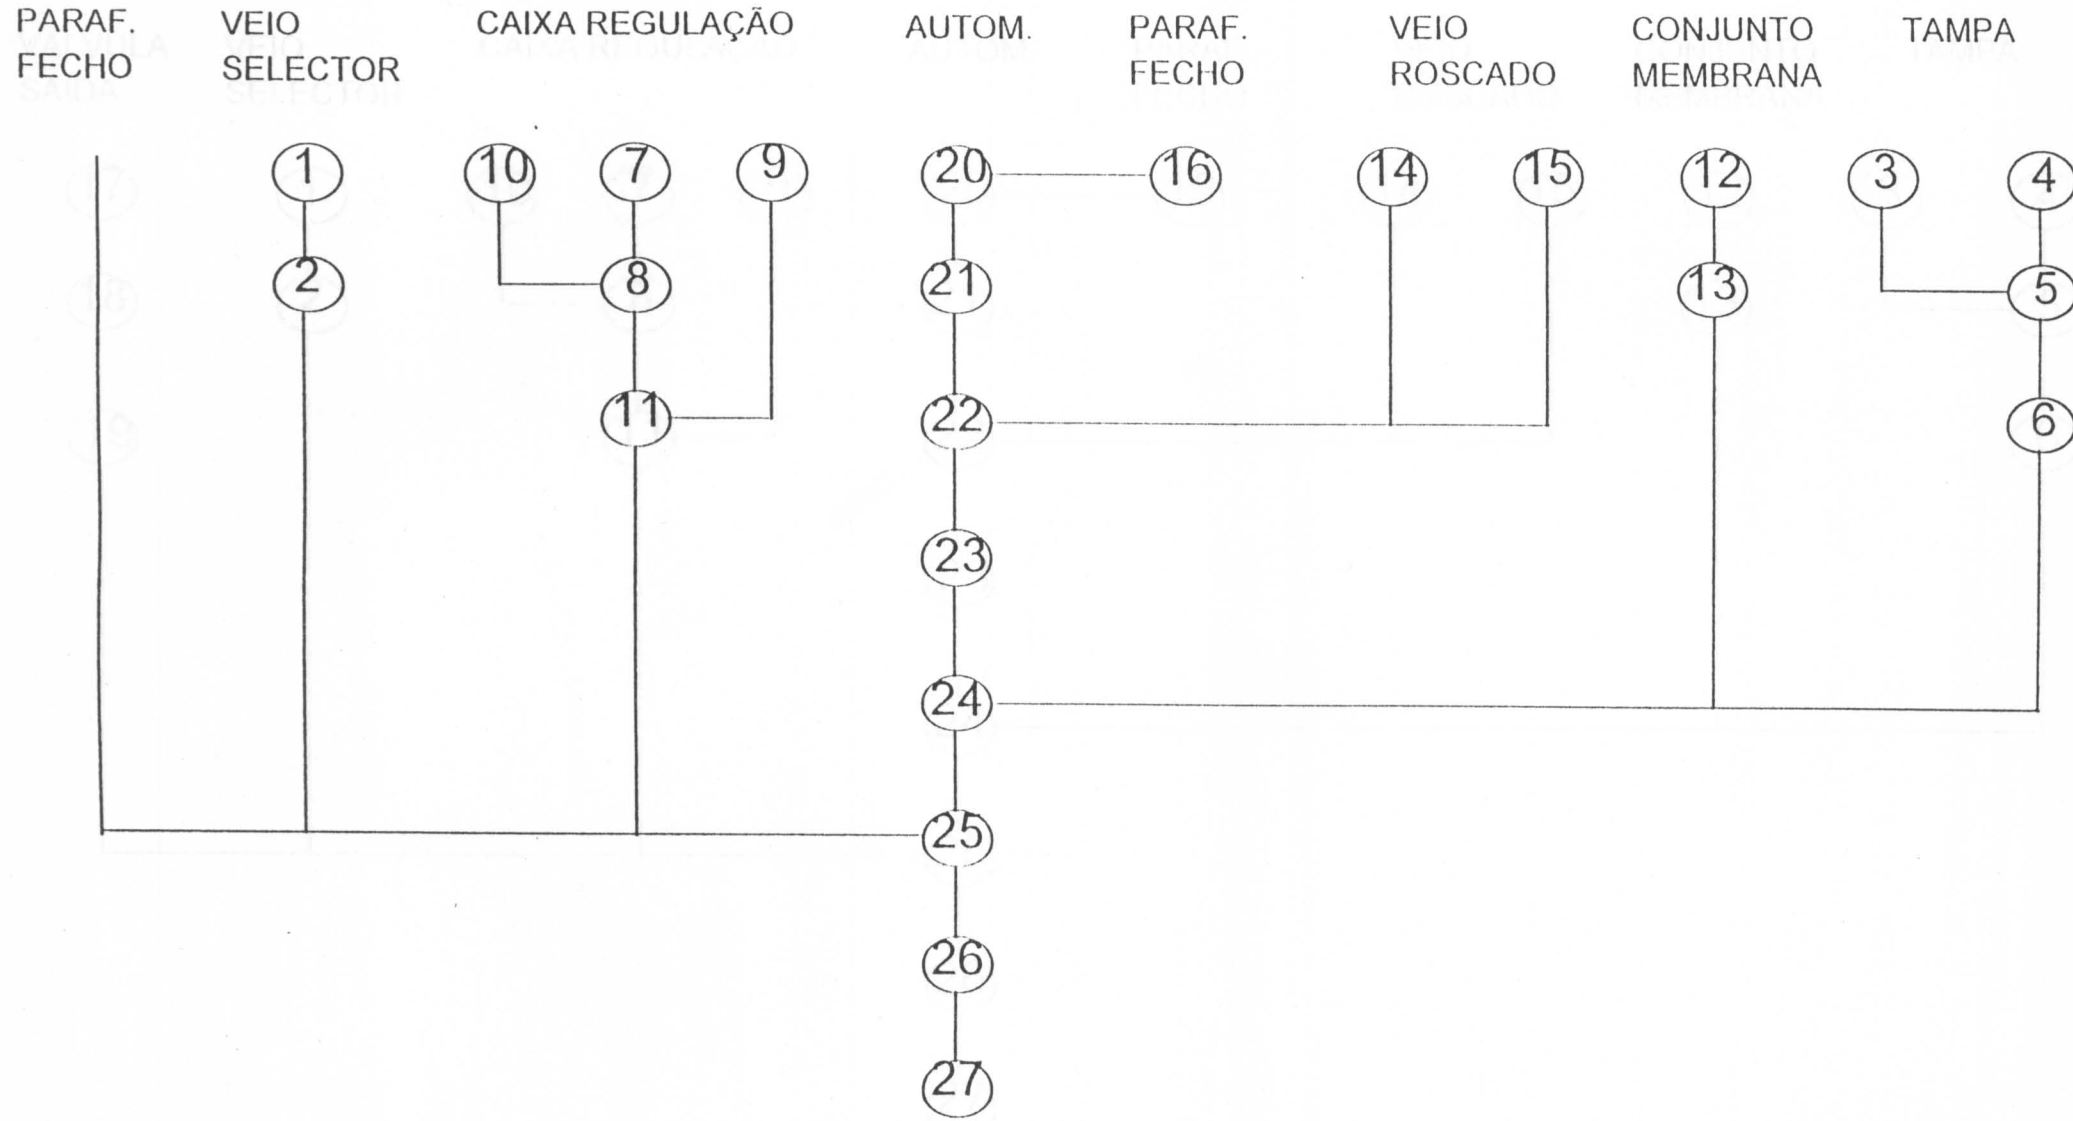 PARAF.
FECHO
VEIO
SELECTOR
CAIXA REGULAÇÃO
AUTOM.
PARAF.
FECHO
VEIO
ROSCADO
CONJUNTO
MEMBRANA
TAMPA
1 10 7 9 20 16 14 15 12 3 4
2 8 21 13 5
11 22 6
23
24
25
26
27